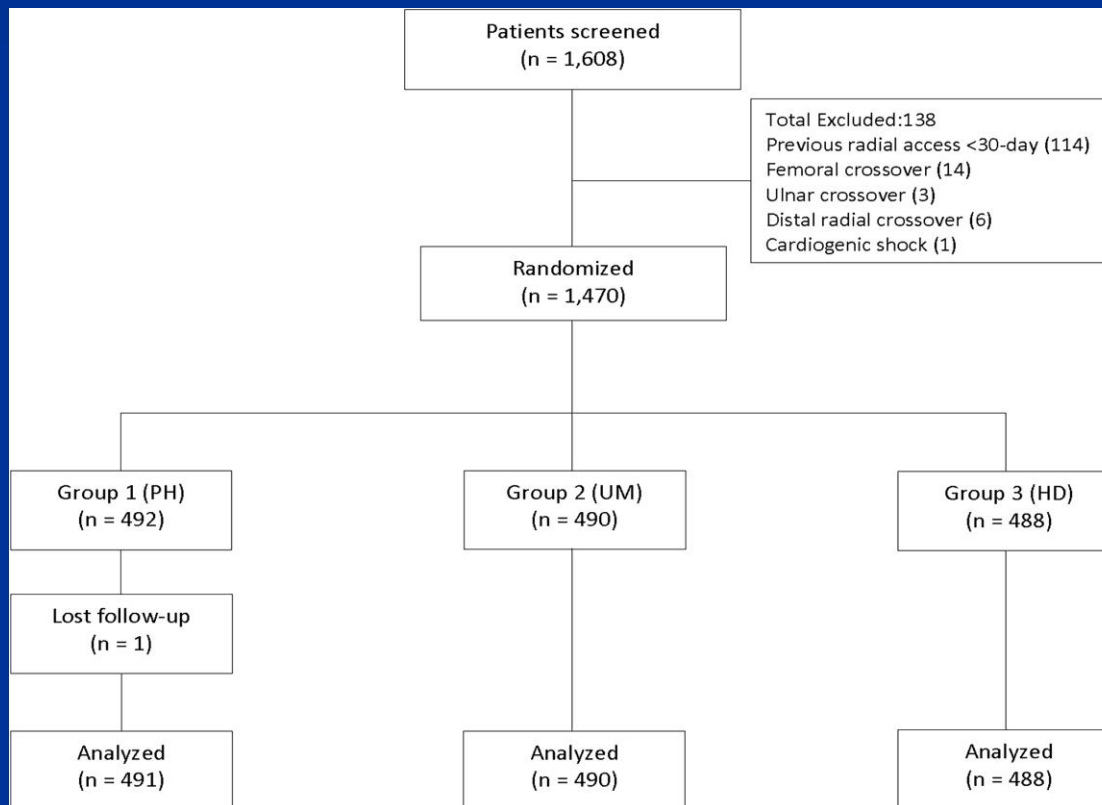 Patients screened
(n = 1,608)
Total Excluded:138
Previous radial access <30-day (114)
Femoral crossover (14)
Ulnar crossover (3)
Distal radial crossover (6)
Cardiogenic shock (1)
Randomized
(n = 1,470)
Group 1 (PH)
(n = 492)
Group 2 (UM)
(n = 490)
Group 3 (HD)
(n = 488)
Lost follow-up
(n = 1)
Analyzed
(n = 491)
Analyzed
(n = 490)
Analyzed
(n = 488)